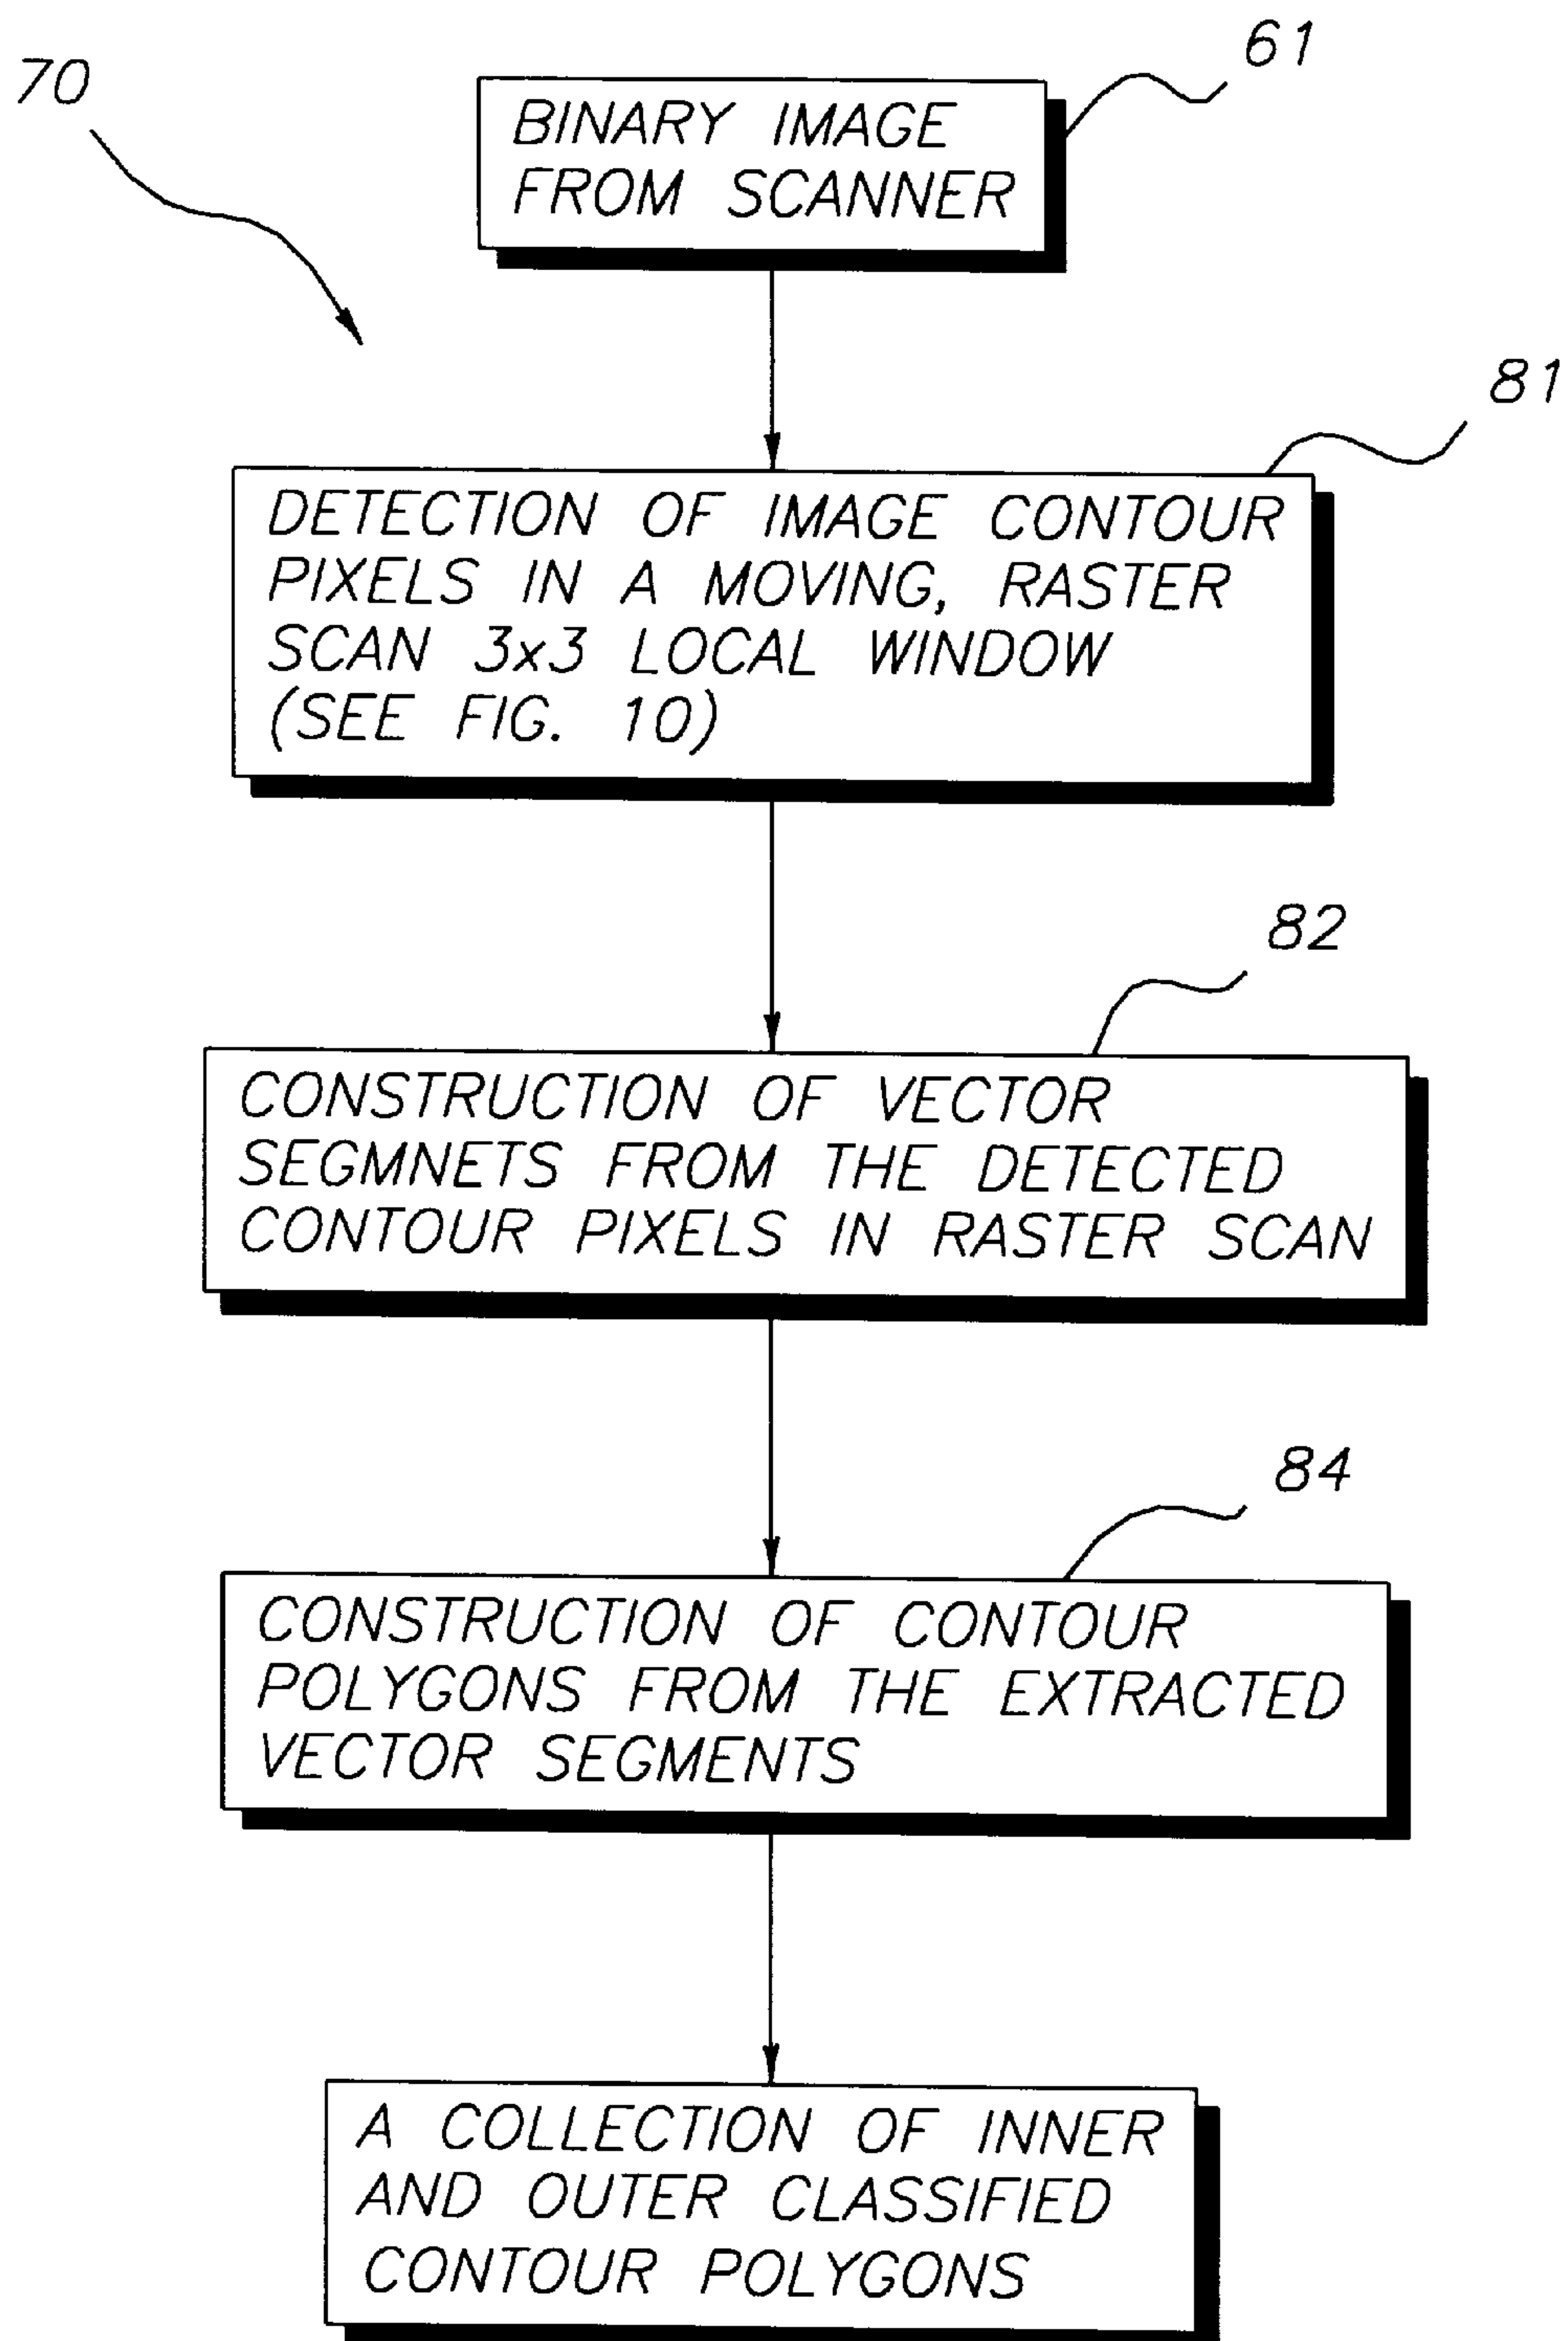 70
61
BINARY IMAGE
FROM SCANNER
81
DETECTION OF IMAGE CONTOUR
PIXELS IN A MOVING, RASTER
SCAN 3x3 LOCAL WINDOW
(SEE FIG. 10)
82
CONSTRUCTION OF VECTOR
SEGMNETS FROM THE DETECTED
CONTOUR PIXELS IN RASTER SCAN
84
CONSTRUCTION OF CONTOUR
POLYGONS FROM THE EXTRACTED
VECTOR SEGMENTS
A COLLECTION OF INNER
AND OUTER CLASSIFIED
CONTOUR POLYGONS